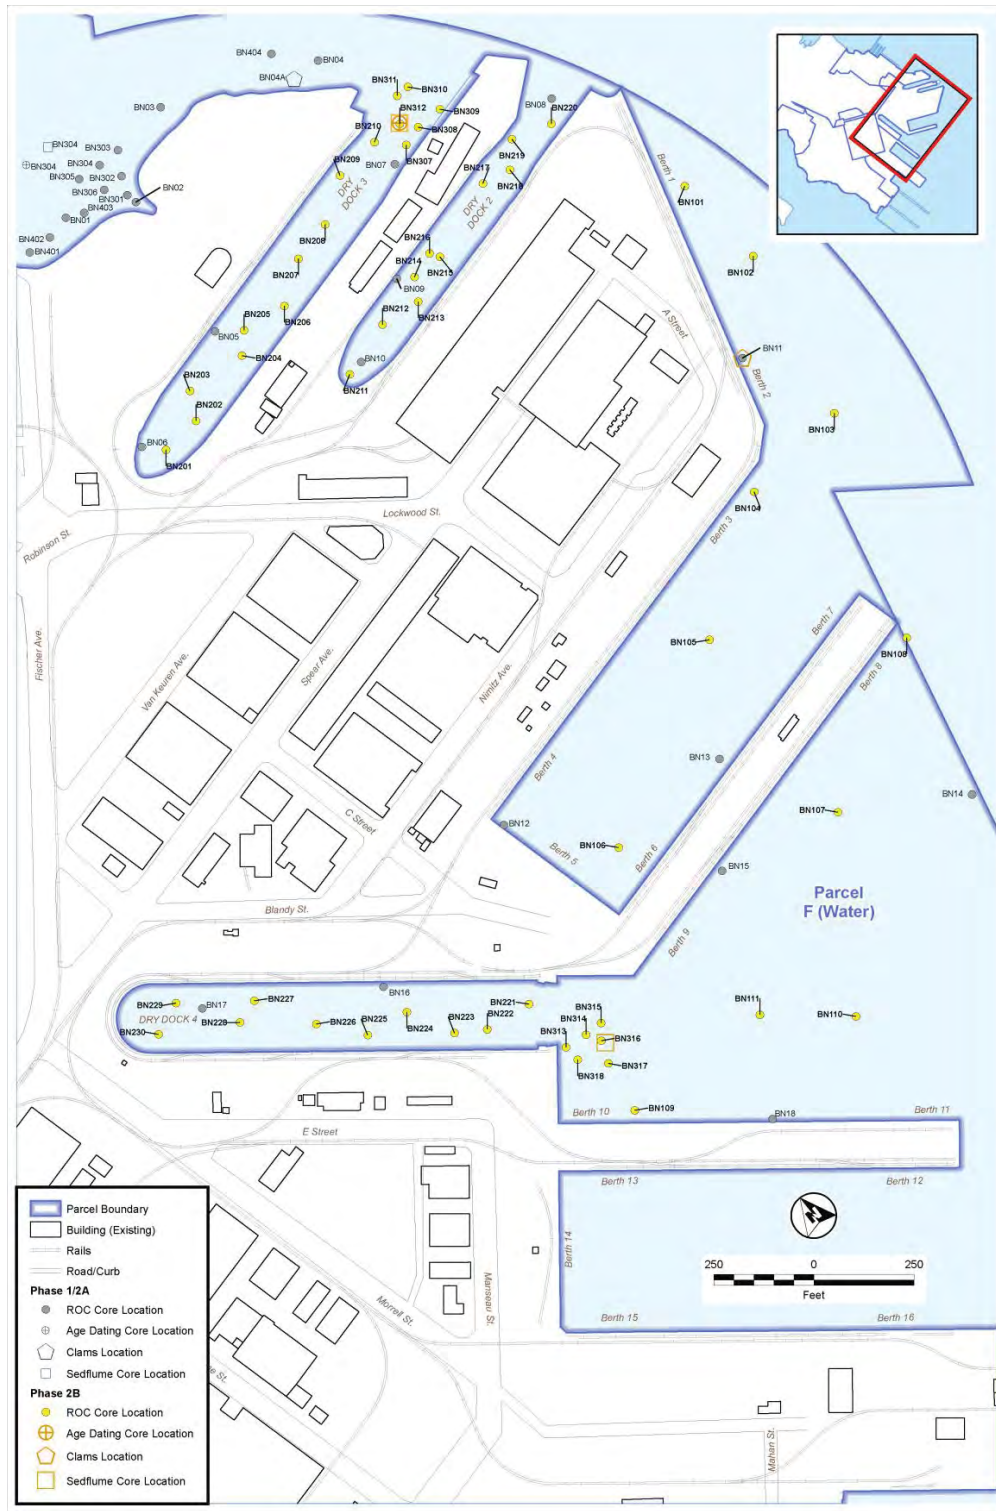 BN404
BN04
BN04A
BN03
BN304
BN304
BN303
BN304
BN305
BN302
BN306
BN301
BN02
BN403
BN01
BN402
BN401
BN311
BN310
BN312
BN309
BN210
BN308
BN307
BN07
BN209
DRY
DOCK 3
BN08
BN220
BN219
BN217
BN218
DRY
DOCK 2
BN208
BN207
BN216
BN214
BN215
BN09
BN213
BN212
BN10
BN211
BN205
BN206
BN05
BN204
BN203
BN202
BN06
BN201
Berth 1
BN101
BN102
BN11
Berth 2
BN103
BN104
Berth 3
A Street
Lockwood St.
Robinson St.
Fischer Ave.
Van Keuren Ave.
Spear Ave.
Nimitz Ave.
C Street
Blandy St.
BN105
Berth 7
Berth 8
BN108
BN13
BN14
BN107
Berth 4
BN12
Berth 5
BN106
Berth 6
BN15
Berth 9
Parcel
F (Water)
BN229
BN17
BN227
BN16
BN221
DRY DOCK 4
BN228
BN230
BN226
BN225
BN224
BN223
BN222
BN315
BN314
BN313
BN316
BN318
BN317
BN111
BN110
Berth 10
BN109
BN18
Berth 11
E Street
Berth 13
Berth 12
Berth 14
Berth 15
Berth 16
Morrell St.
Manseau St.
Mahan St.
N
250
0
250
Feet
Parcel Boundary
Building (Existing)
Rails
Road/Curb
Phase 1/2A
ROC Core Location
Age Dating Core Location
Clams Location
Sedflume Core Location
Phase 2B
ROC Core Location
Age Dating Core Location
Clams Location
Sedflume Core Location